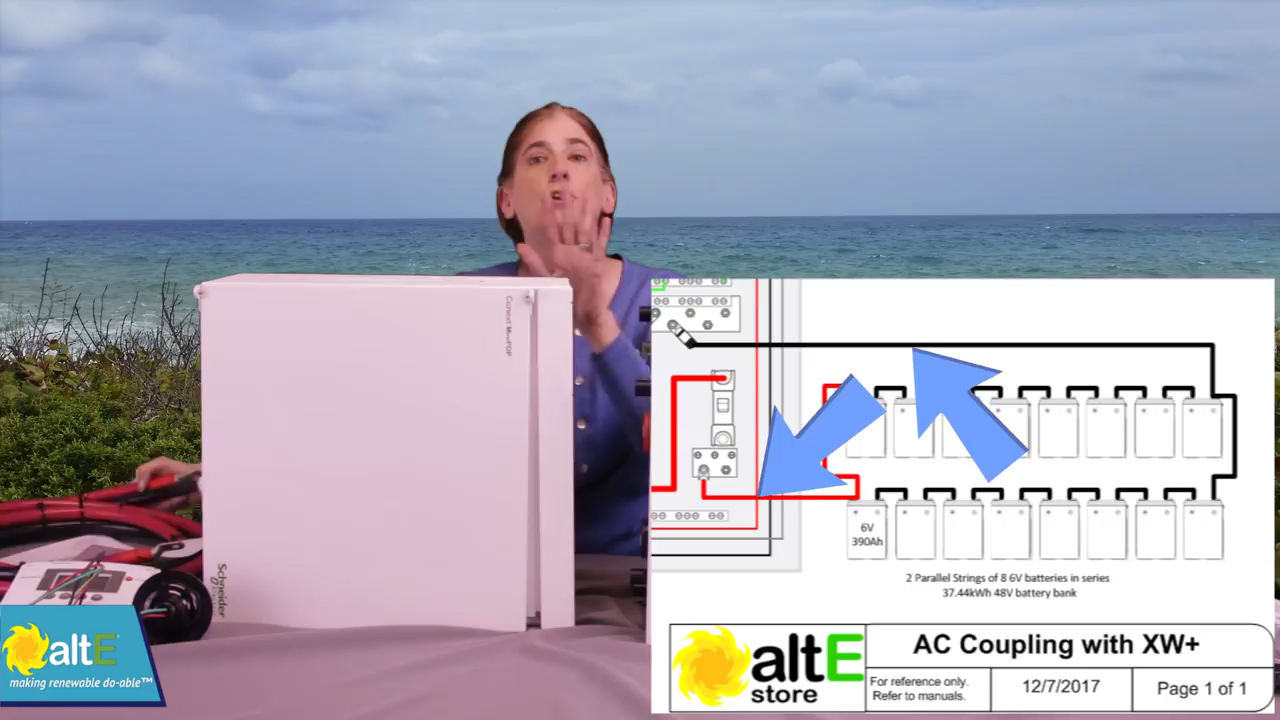 Conext MiniPDP
Schneider
Electric
altE
making renewable do-able™
6V
390Ah
2 Parallel Strings of 8 6V batteries in series
37.44kWh 48V battery bank
altE
store
AC Coupling with XW+
For reference only.
Refer to manuals.
12/7/2017
Page 1 of 1